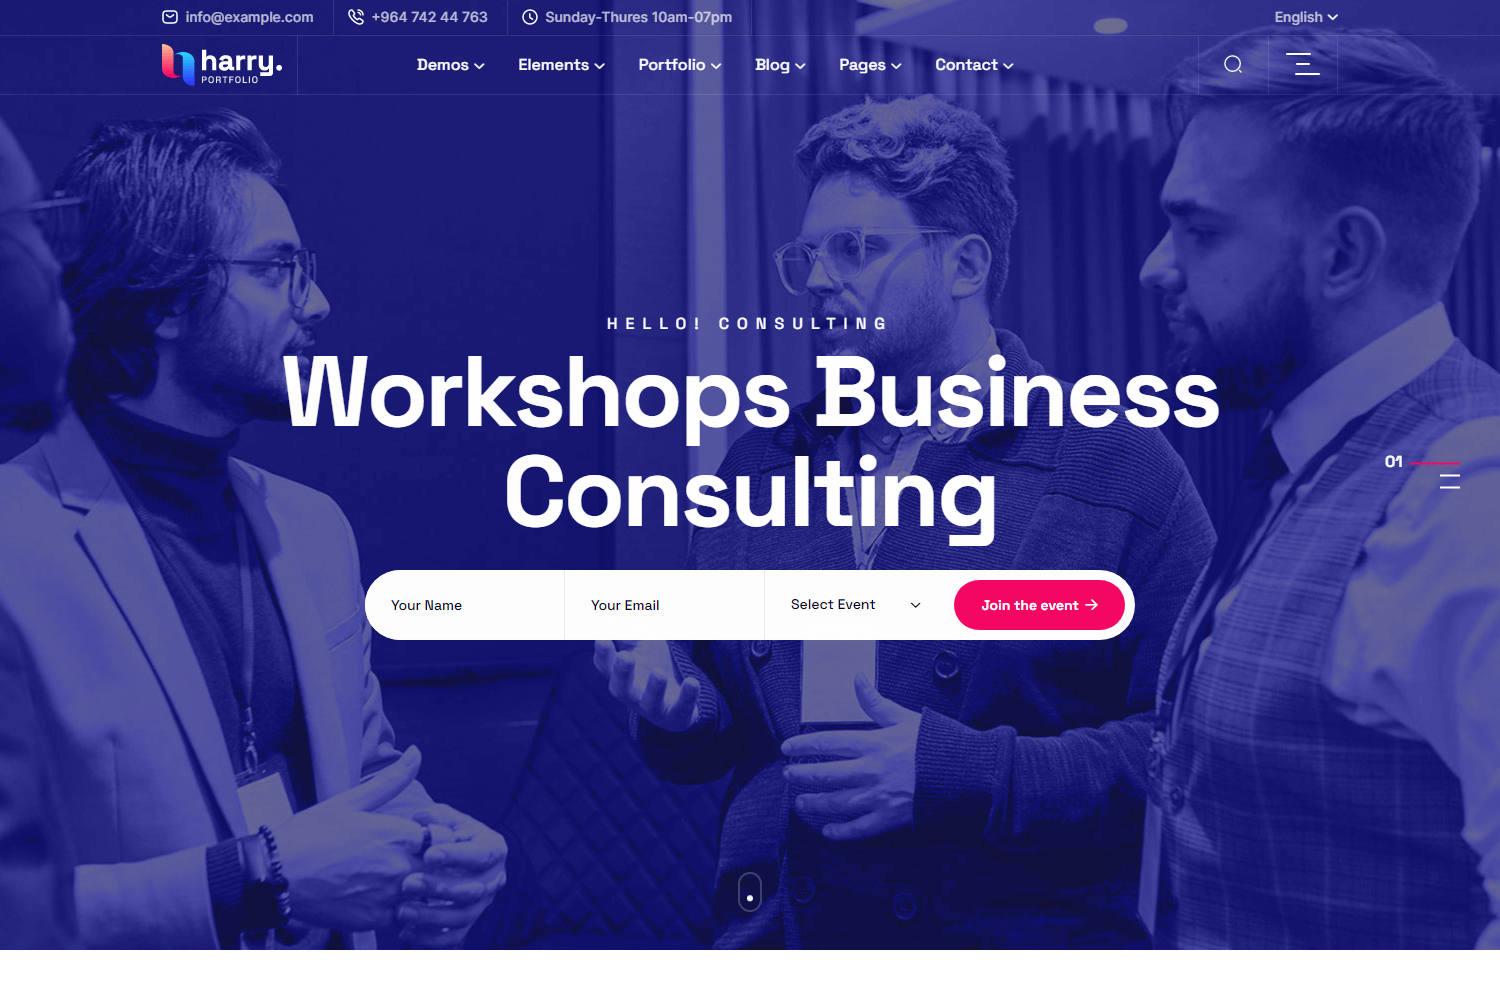 info@example.com
+964 742 44 763
Sunday-Thures 10am-07pm
English
harry.
PORTFOLIO
Demos
Elements
Portfolio
Blog
Pages
Contact
HELLO! CONSULTING
Workshops Business
Consulting
01
Your Name
Your Email
Select Event
Join the event